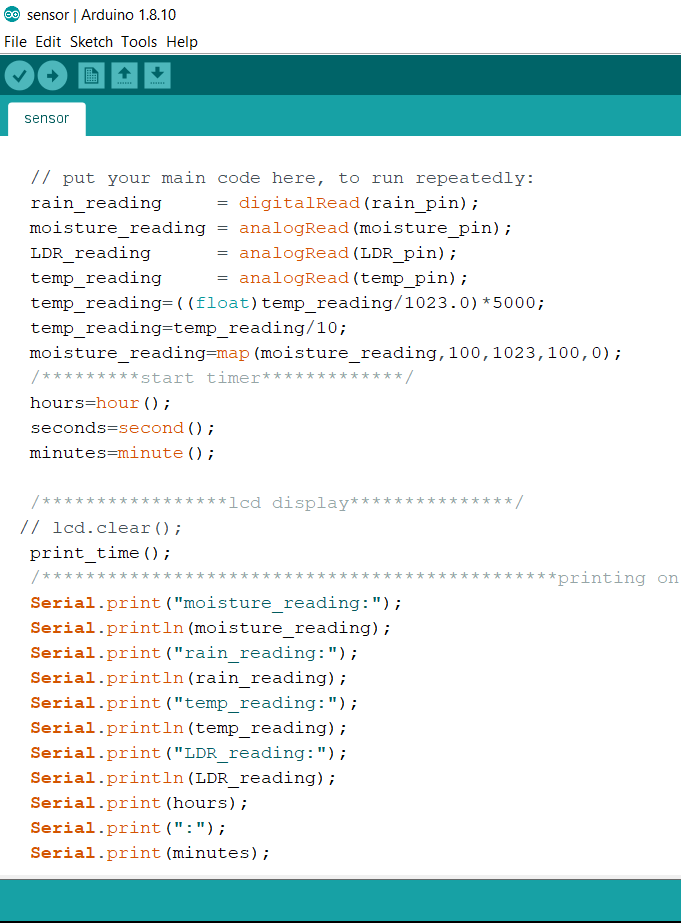 sensor | Arduino 1.8.10
File Edit Sketch Tools Help
sensor
// put your main code here, to run repeatedly:
rain_reading     = digitalRead(rain_pin);
moisture_reading = analogRead(moisture_pin);
LDR_reading      = analogRead(LDR_pin);
temp_reading     = analogRead(temp_pin);
temp_reading=((float)temp_reading/1023.0)*5000;
temp_reading=temp_reading/10;
moisture_reading=map(moisture_reading,100,1023,100,0);
/*********start timer*************/
hours=hour();
seconds=second();
minutes=minute();
/*****************lcd display***************/
// lcd.clear();
print_time();
/***********************************************printing on
Serial.print("moisture_reading:");
Serial.println(moisture_reading);
Serial.print("rain_reading:");
Serial.println(rain_reading);
Serial.print("temp_reading:");
Serial.println(temp_reading);
Serial.print("LDR_reading:");
Serial.println(LDR_reading);
Serial.print(hours);
Serial.print(":");
Serial.print(minutes);